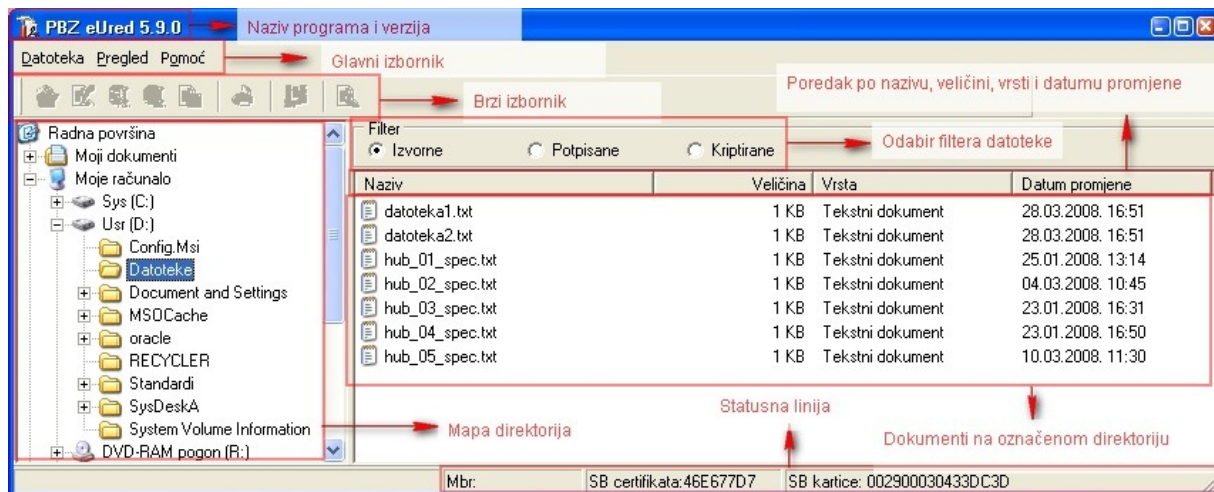 PBZ eUred 5.9.0
Naziv programa i verzija
Datoteka Pregled Pomoć
Glavni izbornik
Poredak po nazivu, veličini, vrsti i datumu promjene
Brzi izbornik
Radna površina
Moji dokumenti
Moje računalo
Sys (C:)
Usr (D:)
Config.Msi
Datoteke
Document and Settings
MSOCache
oracle
RECYCLER
Standardi
SysDeskA
System Volume Information
DVD-RAM pogon (R:)
Filter
Izvorne Potpisane Kriptirane
Odabir filtera datoteke
Naziv Veličina Vrsta Datum promjene
datoteka1.txt 1 KB Tekstni dokument 28.03.2008. 16:51
datoteka2.txt 1 KB Tekstni dokument 28.03.2008. 16:51
hub_01_spec.txt 1 KB Tekstni dokument 25.01.2008. 13:14
hub_02_spec.txt 1 KB Tekstni dokument 04.03.2008. 10:45
hub_03_spec.txt 1 KB Tekstni dokument 23.01.2008. 16:31
hub_04_spec.txt 1 KB Tekstni dokument 23.01.2008. 16:50
hub_05_spec.txt 1 KB Tekstni dokument 10.03.2008. 11:30
Statusna linija
Mapa direktorija
Dokumenti na označenom direktoriju
Mbr: SB certifikata:46E677D7 SB kartice: 002900030433DC3D